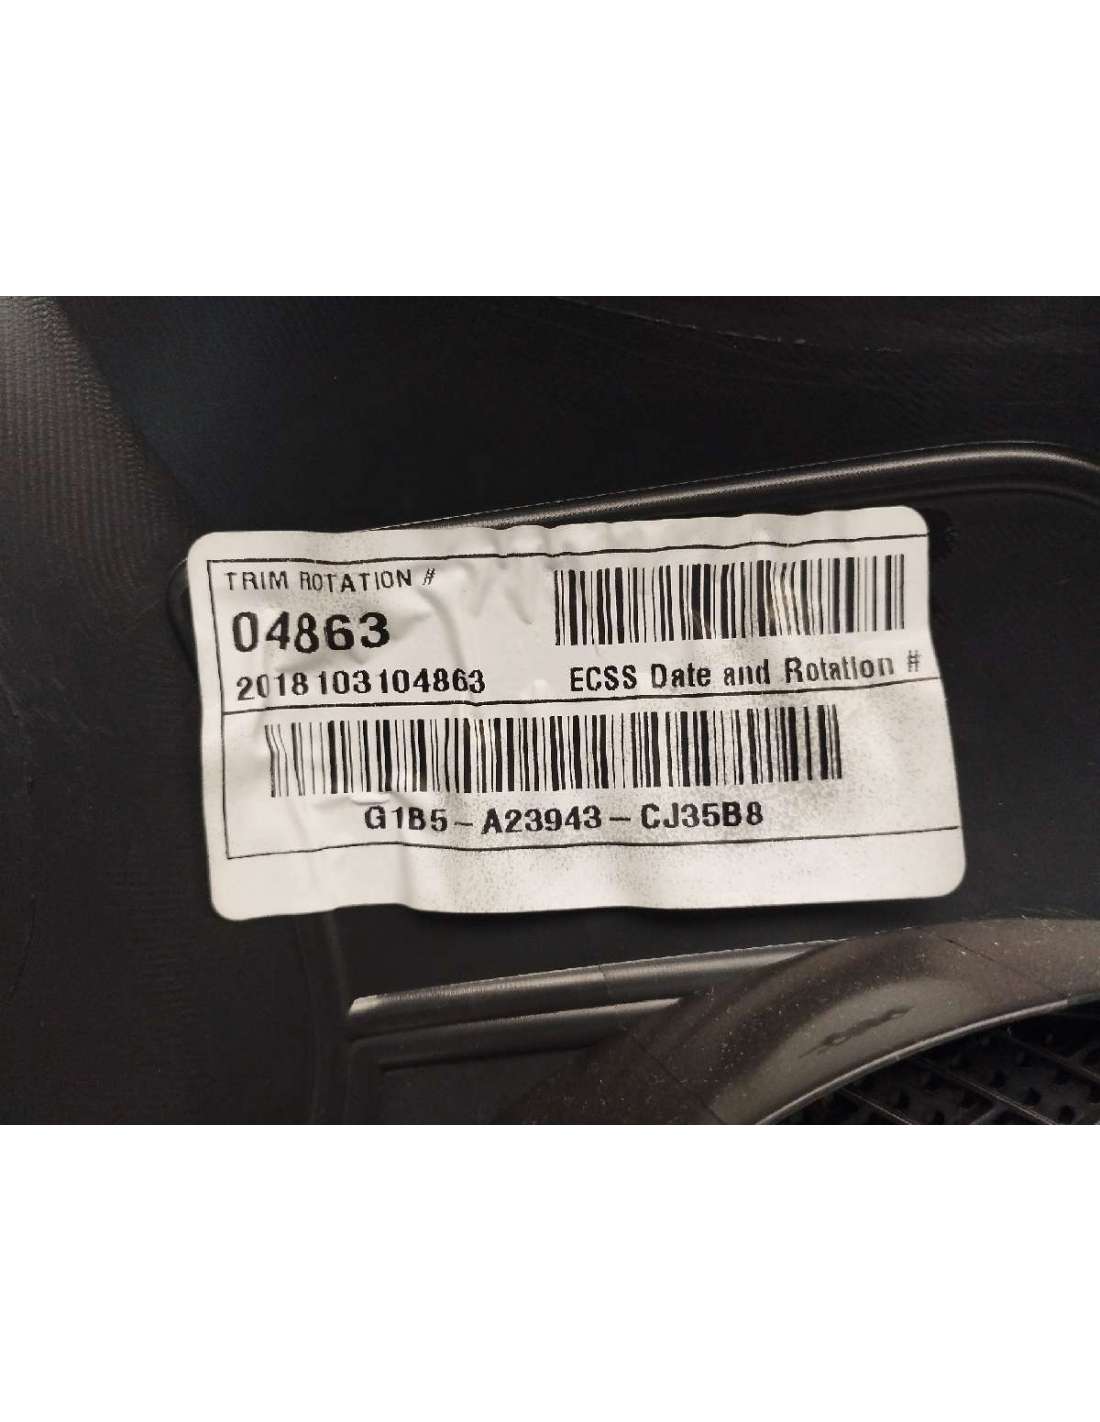 TRIM ROTATION #
04863
2018103104863 ECSS Date and Rotation #
G1B5-A23943-CJ35B8